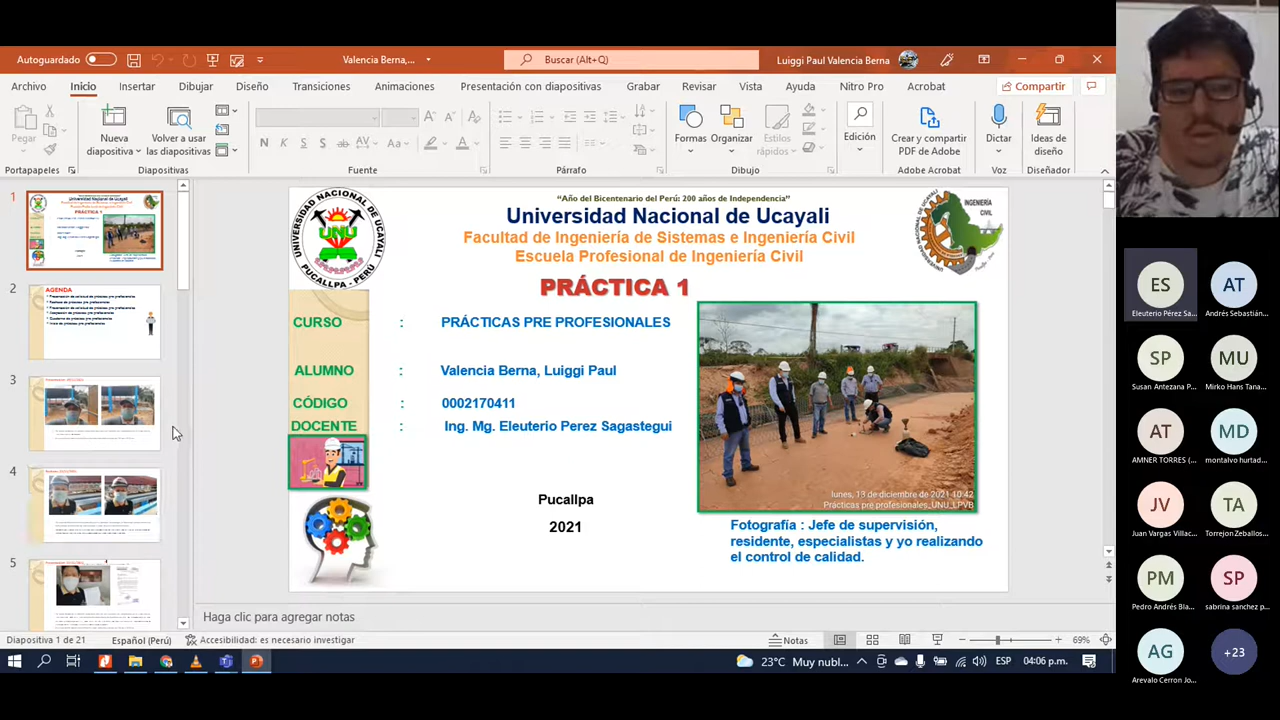 Autoguardado
Valencia Berna,...
Buscar (Alt+Q)
Luiggi Paul Valencia Berna
Archivo
Inicio
Insertar
Dibujar
Diseño
Transiciones
Animaciones
Presentación con diapositivas
Grabar
Revisar
Vista
Ayuda
Nitro Pro
Acrobat
Compartir
Pegar
Nueva
diapositiva
Volver a usar
las diapositivas
Formas
Organizar
Estilos
rápidos
Edición
Crear y compartir
PDF de Adobe
Dictar
Ideas de
diseño
Portapapeles
Diapositivas
Fuente
Párrafo
Dibujo
Adobe Acrobat
Voz
Diseñador
1
2
AGENDA
3
4
5
UNIVERSIDAD NACIONAL DE UCAYALI
UNU
PUCALLPA - PERÚ
“Año del Bicentenario del Perú: 200 años de Independencia”
Universidad Nacional de Ucayali
Facultad de Ingeniería de Sistemas e Ingeniería Civil
Escuela Profesional de Ingeniería Civil
INGENIERÍA
CIVIL
PRÁCTICA 1
CURSO : PRÁCTICAS PRE PROFESIONALES
ALUMNO : Valencia Berna, Luiggi Paul
CÓDIGO : 0002170411
DOCENTE : Ing. Mg. Eleuterio Perez Sagastegui
Pucallpa
2021
lunes, 13 de diciembre de 2021 10:42
Prácticas pre profesionales_UNU_LPVB
Fotografía : Jefe de supervisión,
residente, especialistas y yo realizando
el control de calidad.
Haga clic para agregar notas
Diapositiva 1 de 21
Español (Perú)
Accesibilidad: es necesario investigar
Notas
69%
23°C Muy nubl...
ESP
04:06 p.m.
ES
Eleuterio Pérez Sa...
AT
Andrés Sebastián...
SP
Susan Antezana P...
MU
Mirko Hans Tana...
AT
AMNER TORRES (...
MD
montalvo hurtad...
JV
Juan Vargas Villac...
TA
Torrejon Zeballos...
PM
Pedro Andrés Bla...
SP
sabrina sanchez p...
AG
Arevalo Cerron Jo...
+23